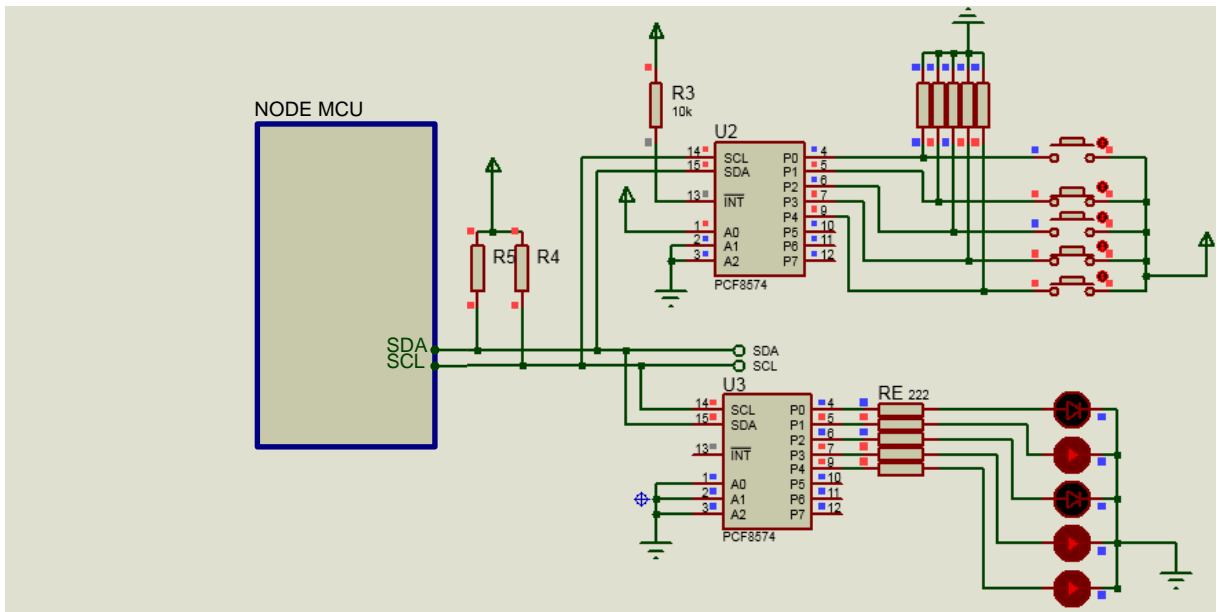 NODE MCU
SDA
SCL
R5
R4
R3
10k
U2
14 SCL P0 4
15 SDA P1 5
P2 6
13 INT P3 7
P4 9
1 A0 P5 10
2 A1 P6 11
3 A2 P7 12
PCF8574
SDA
SCL
U3
14 SCL P0 4
15 SDA P1 5
P2 6
13 INT P3 7
P4 9
1 A0 P5 10
2 A1 P6 11
3 A2 P7 12
PCF8574
RE 222